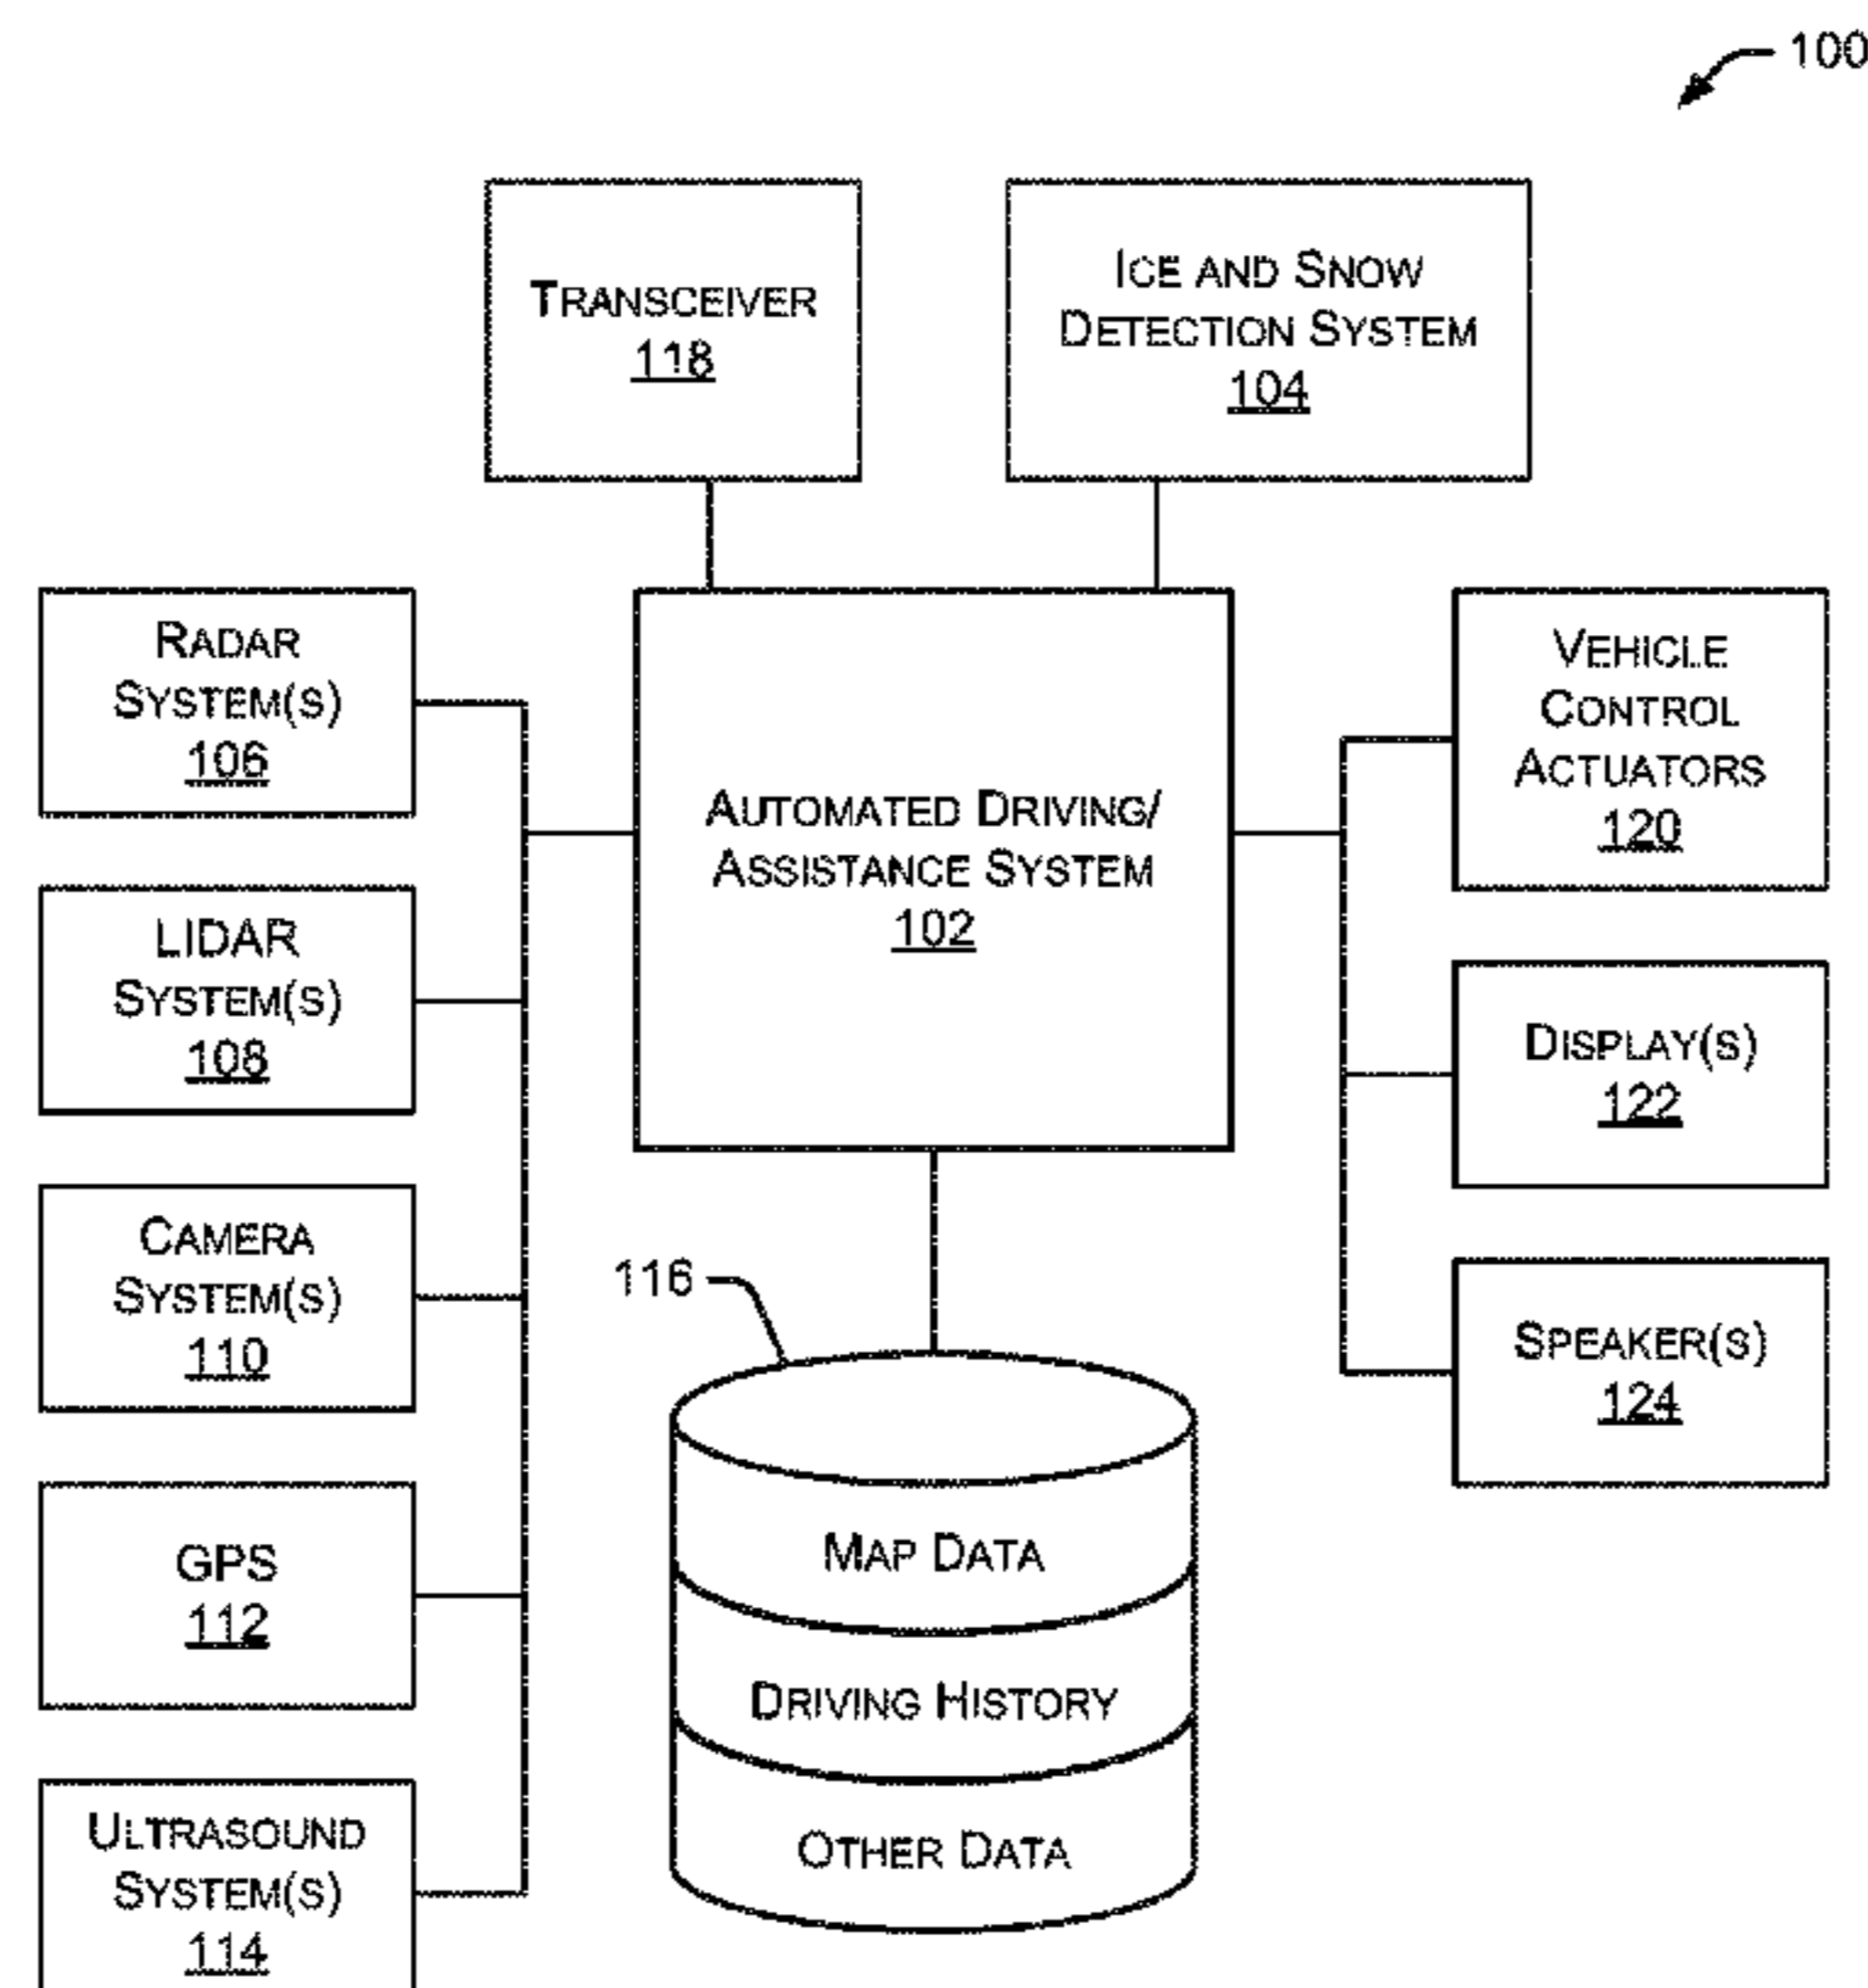 100
TRANSCEIVER
118
ICE AND SNOW
DETECTION SYSTEM
104
RADAR
SYSTEM(S)
106
LIDAR
SYSTEM(S)
108
CAMERA
SYSTEM(S)
110
GPS
112
ULTRASOUND
SYSTEM(S)
114
AUTOMATED DRIVING/
ASSISTANCE SYSTEM
102
116
MAP DATA
DRIVING HISTORY
OTHER DATA
VEHICLE
CONTROL
ACTUATORS
120
DISPLAY(S)
122
SPEAKER(S)
124